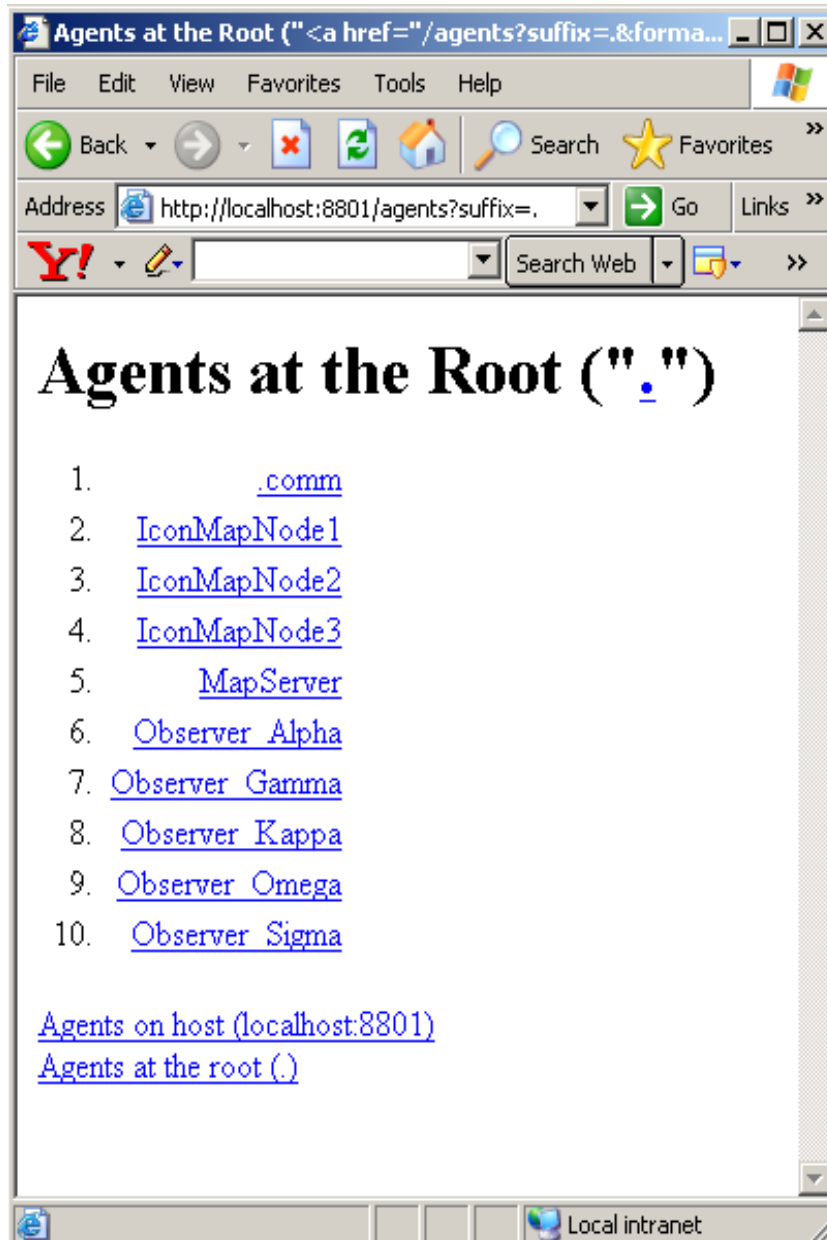 Agents at the Root ("<a href="/agents?suffix=.&forma...
File Edit View Favorites Tools Help
Back Search Favorites »
Address http://localhost:8801/agents?suffix=. Go Links »
Y! Search Web »
Agents at the Root (".")
1. .comm
2. IconMapNode1
3. IconMapNode2
4. IconMapNode3
5. MapServer
6. Observer_Alpha
7. Observer_Gamma
8. Observer_Kappa
9. Observer_Omega
10. Observer_Sigma
Agents on host (localhost:8801)
Agents at the root (.)
Local intranet